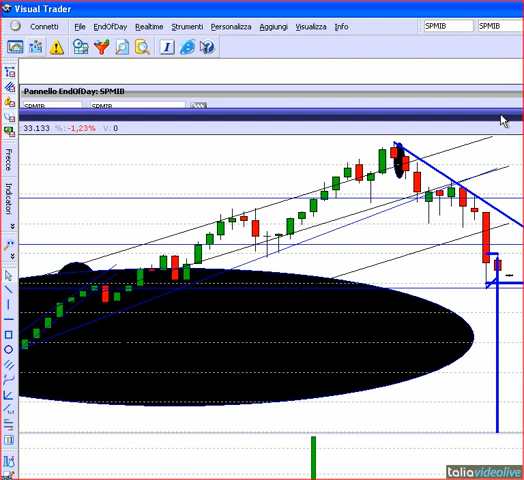 Visual Trader
Connetti File EndOfDay Realtime Strumenti Personalizza Aggiungi Visualizza Info SPMIB SPMIB
Pannello EndOfDay: SPMIB
SPMIB SPMIB
33.133 %: -1,23% V: 0
Frecce
Indicatori
italiavideolive